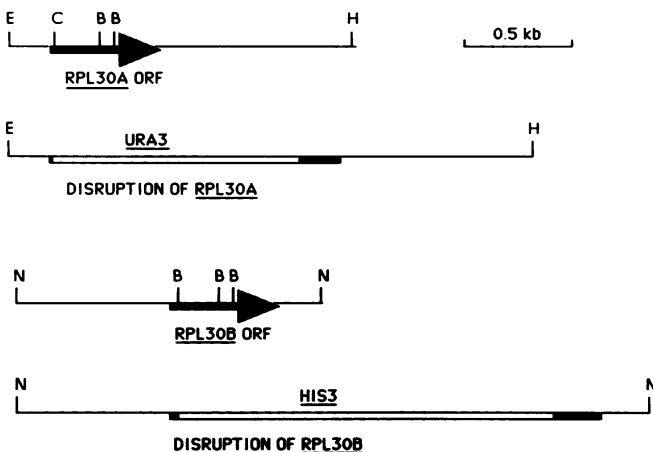 E C B B H
0.5 kb
RPL30A ORF
E H
URA3
DISRUPTION OF RPL30A
N B B B N
RPL30B ORF
N N
HIS3
DISRUPTION OF RPL30B